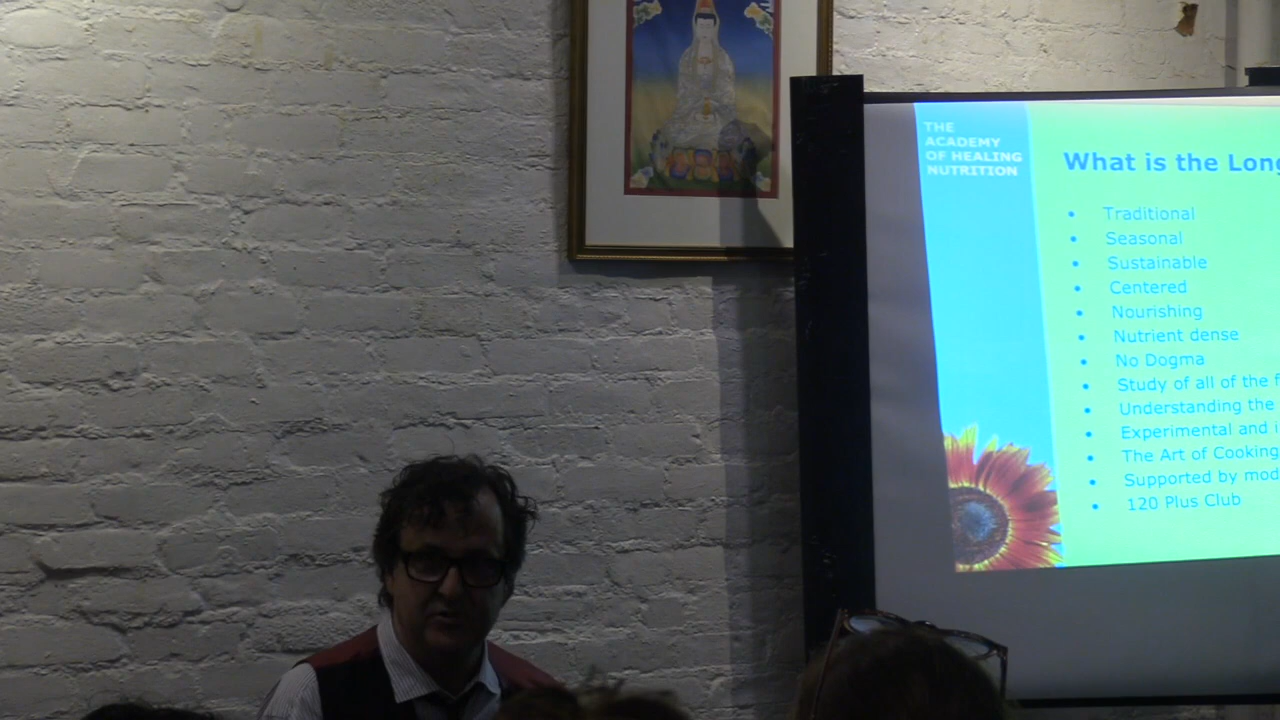 THE
ACADEMY
OF HEALING
NUTRITION
What is the Long
• Traditional
• Seasonal
• Sustainable
• Centered
• Nourishing
• Nutrient dense
• No Dogma
• Study of all of the f
• Understanding the
• Experimental and i
• The Art of Cooking
• Supported by mod
• 120 Plus Club